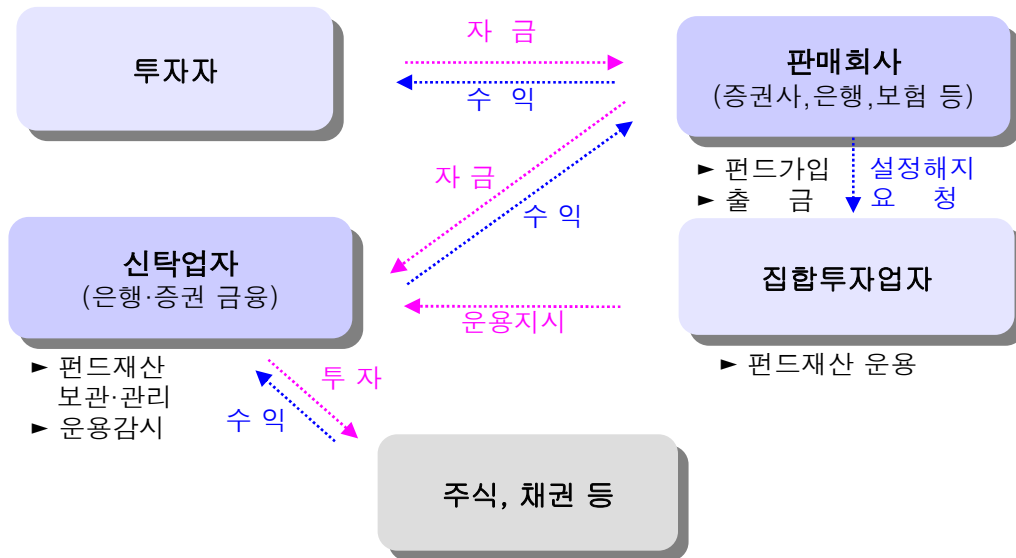 자 금
투자자
수 익
판매회사
(증권사,은행,보험 등)
► 펀드가입
► 출 금
설정해지
요 청
자 금
수 익
신탁업자
(은행·증권 금융)
집합투자업자
운용지시
► 펀드재산
보관·관리
► 운용감시
► 펀드재산 운용
투 자
수 익
주식, 채권 등